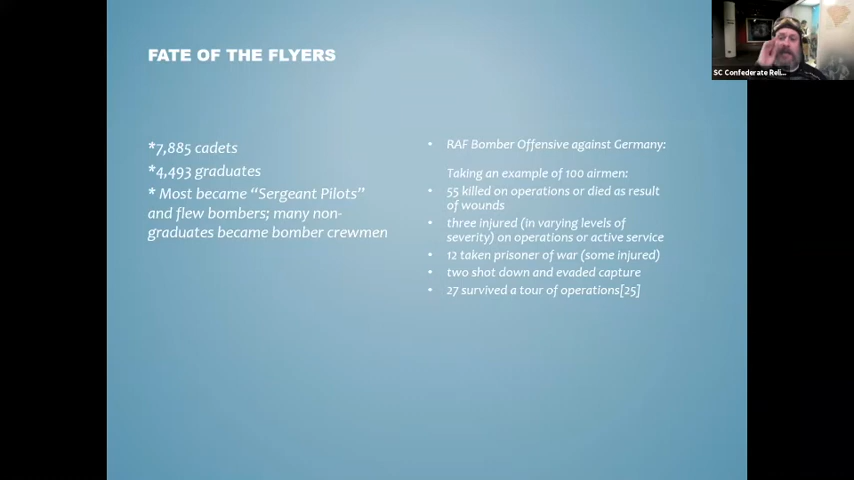 FATE OF THE FLYERS
*7,885 cadets
*4,493 graduates
* Most became “Sergeant Pilots”
and flew bombers; many non-
graduates became bomber crewmen
• RAF Bomber Offensive against Germany:
Taking an example of 100 airmen:
• 55 killed on operations or died as result
of wounds
• three injured (in varying levels of
severity) on operations or active service
• 12 taken prisoner of war (some injured)
• two shot down and evaded capture
• 27 survived a tour of operations[25]
SC Confederate Reli...